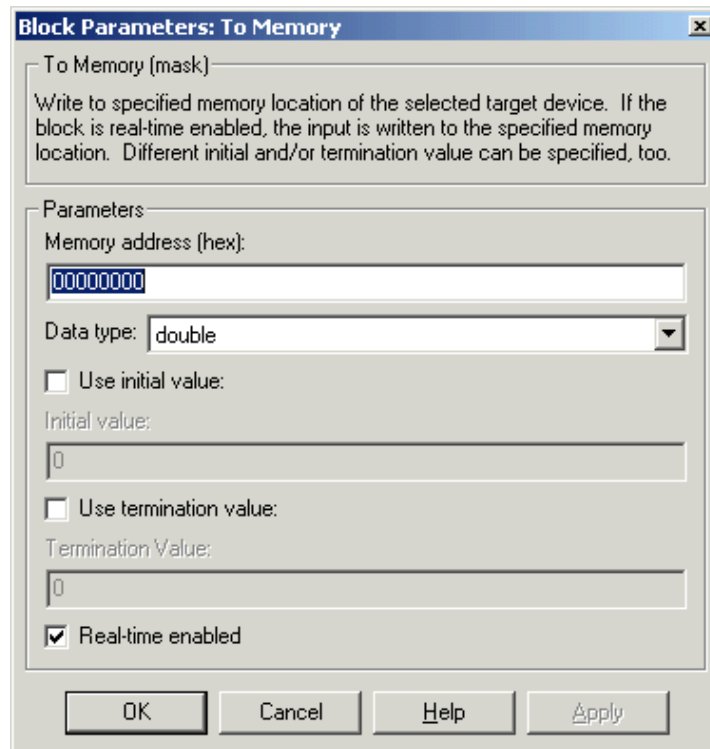 Block Parameters: To Memory
To Memory (mask)
Write to specified memory location of the selected target device. If the
block is real-time enabled, the input is written to the specified memory
location. Different initial and/or termination value can be specified, too.
Parameters
Memory address (hex):
00000000
Data type: double
Use initial value:
Initial value:
0
Use termination value:
Termination Value:
0
Real-time enabled
OK Cancel Help Apply